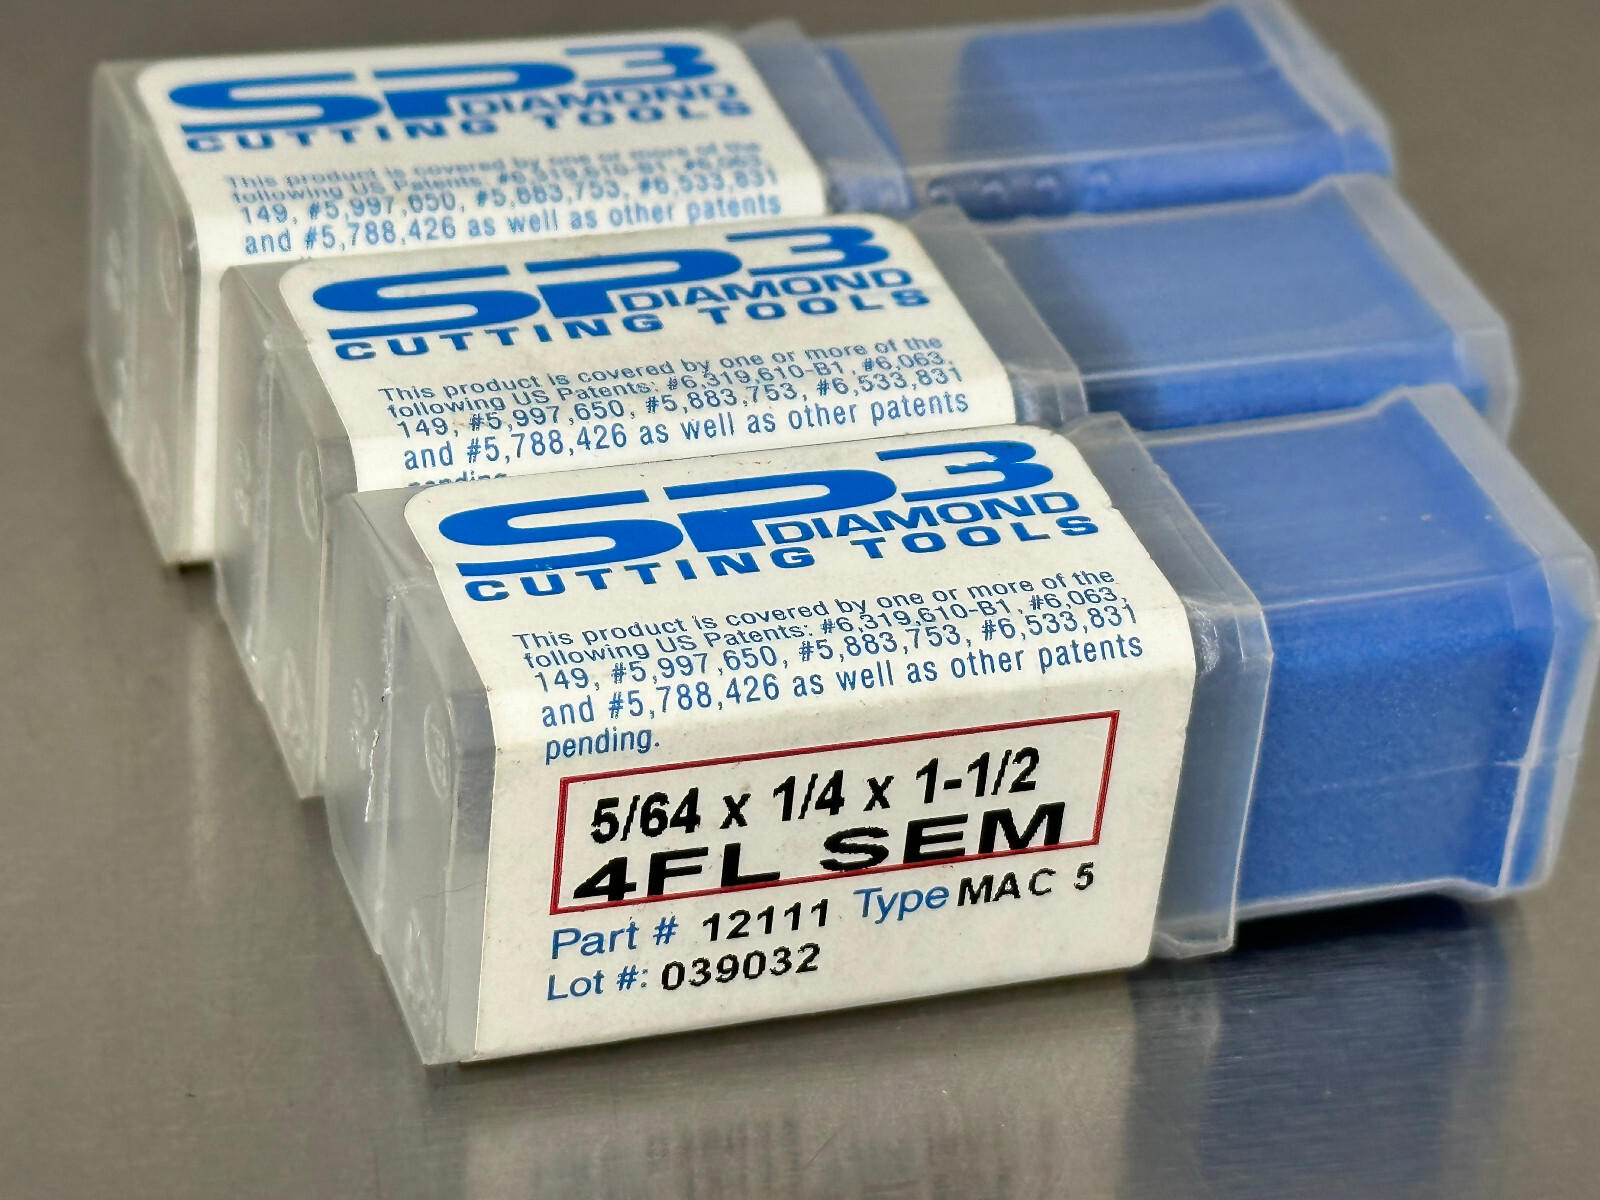 SP3
DIAMOND
CUTTING TOOLS
This product is covered by one or more of the
following US Patents: #6,319,610-B1, #6,063,
149, #5,997,650, #5,883,753, #6,533,831
and #5,788,426 as well as other patents
SP3
DIAMOND
CUTTING TOOLS
This product is covered by one or more of the
following US Patents: #6,319,610-B1, #6,063,
149, #5,997,650, #5,883,753, #6,533,831
and #5,788,426 as well as other patents
pending.
SP3
DIAMOND
CUTTING TOOLS
This product is covered by one or more of the
following US Patents: #6,319,610-B1, #6,063,
149, #5,997,650, #5,883,753, #6,533,831
and #5,788,426 as well as other patents
pending.
5/64 x 1/4 x 1-1/2
4FL SEM
Part # 12111 Type MAC 5
Lot #: 039032